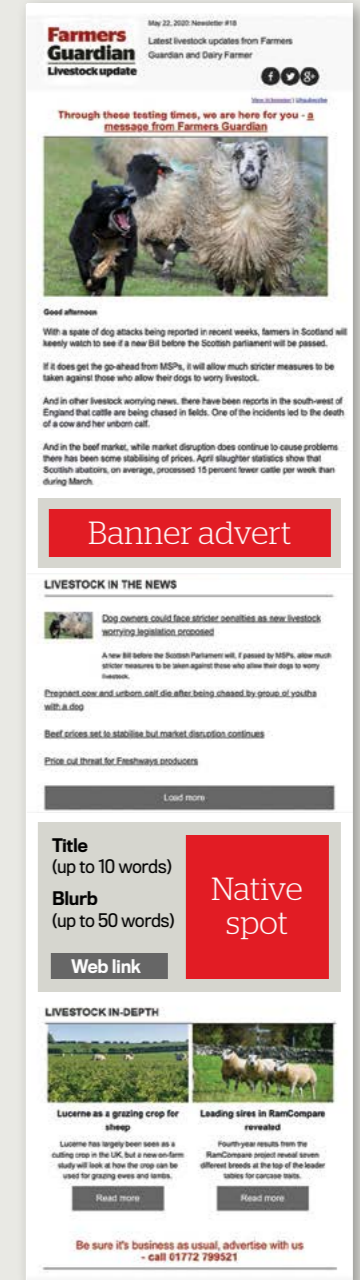 Farmers
Guardian
Livestock update
May 22, 2020: Newsletter #18
Latest livestock updates from Farmers
Guardian and Dairy Farmer
View in browser | Unsubscribe
Through these testing times, we are here for you - a
message from Farmers Guardian
Good afternoon
With a spate of dog attacks being reported in recent weeks, farmers in Scotland will
keenly watch to see if a new Bill before the Scottish parliament will be passed.
If it does get the go-ahead from MSPs, it will allow much stricter measures to be
taken against those who allow their dogs to worry livestock.
And in other livestock worrying news, there have been reports in the south-west of
England that cattle are being chased in fields. One of the incidents led to the death
of a cow and her unborn calf.
And in the beef market, while market disruption does continue to cause problems
there has been some stabilising of prices. April slaughter statistics show that
Scottish abattoirs, on average, processed 15 percent fewer cattle per week than
during March.
Banner advert
LIVESTOCK IN THE NEWS
Dog owners could face stricter penalties as new livestock
worrying legislation proposed
A new Bill before the Scottish Parliament will, if passed by MSPs, allow much
stricter measures to be taken against those who allow their dogs to worry
livestock.
Pregnant cow and unborn calf die after being chased by group of youths
with a dog
Beef prices set to stabilise but market disruption continues
Price cut threat for Freshways producers
Load more
Title
(up to 10 words)
Blurb
(up to 50 words)
Web link
Native
spot
LIVESTOCK IN-DEPTH
Lucerne as a grazing crop for
sheep
Lucerne has largely been seen as a
cutting crop in the UK, but a new on-farm
study will look at how the crop can be
used for grazing ewes and lambs.
Read more
Leading sires in RamCompare
revealed
Fourth-year results from the
RamCompare project reveal seven
different breeds at the top of the leader
tables for carcase traits.
Read more
Be sure it's business as usual, advertise with us
- call 01772 799521